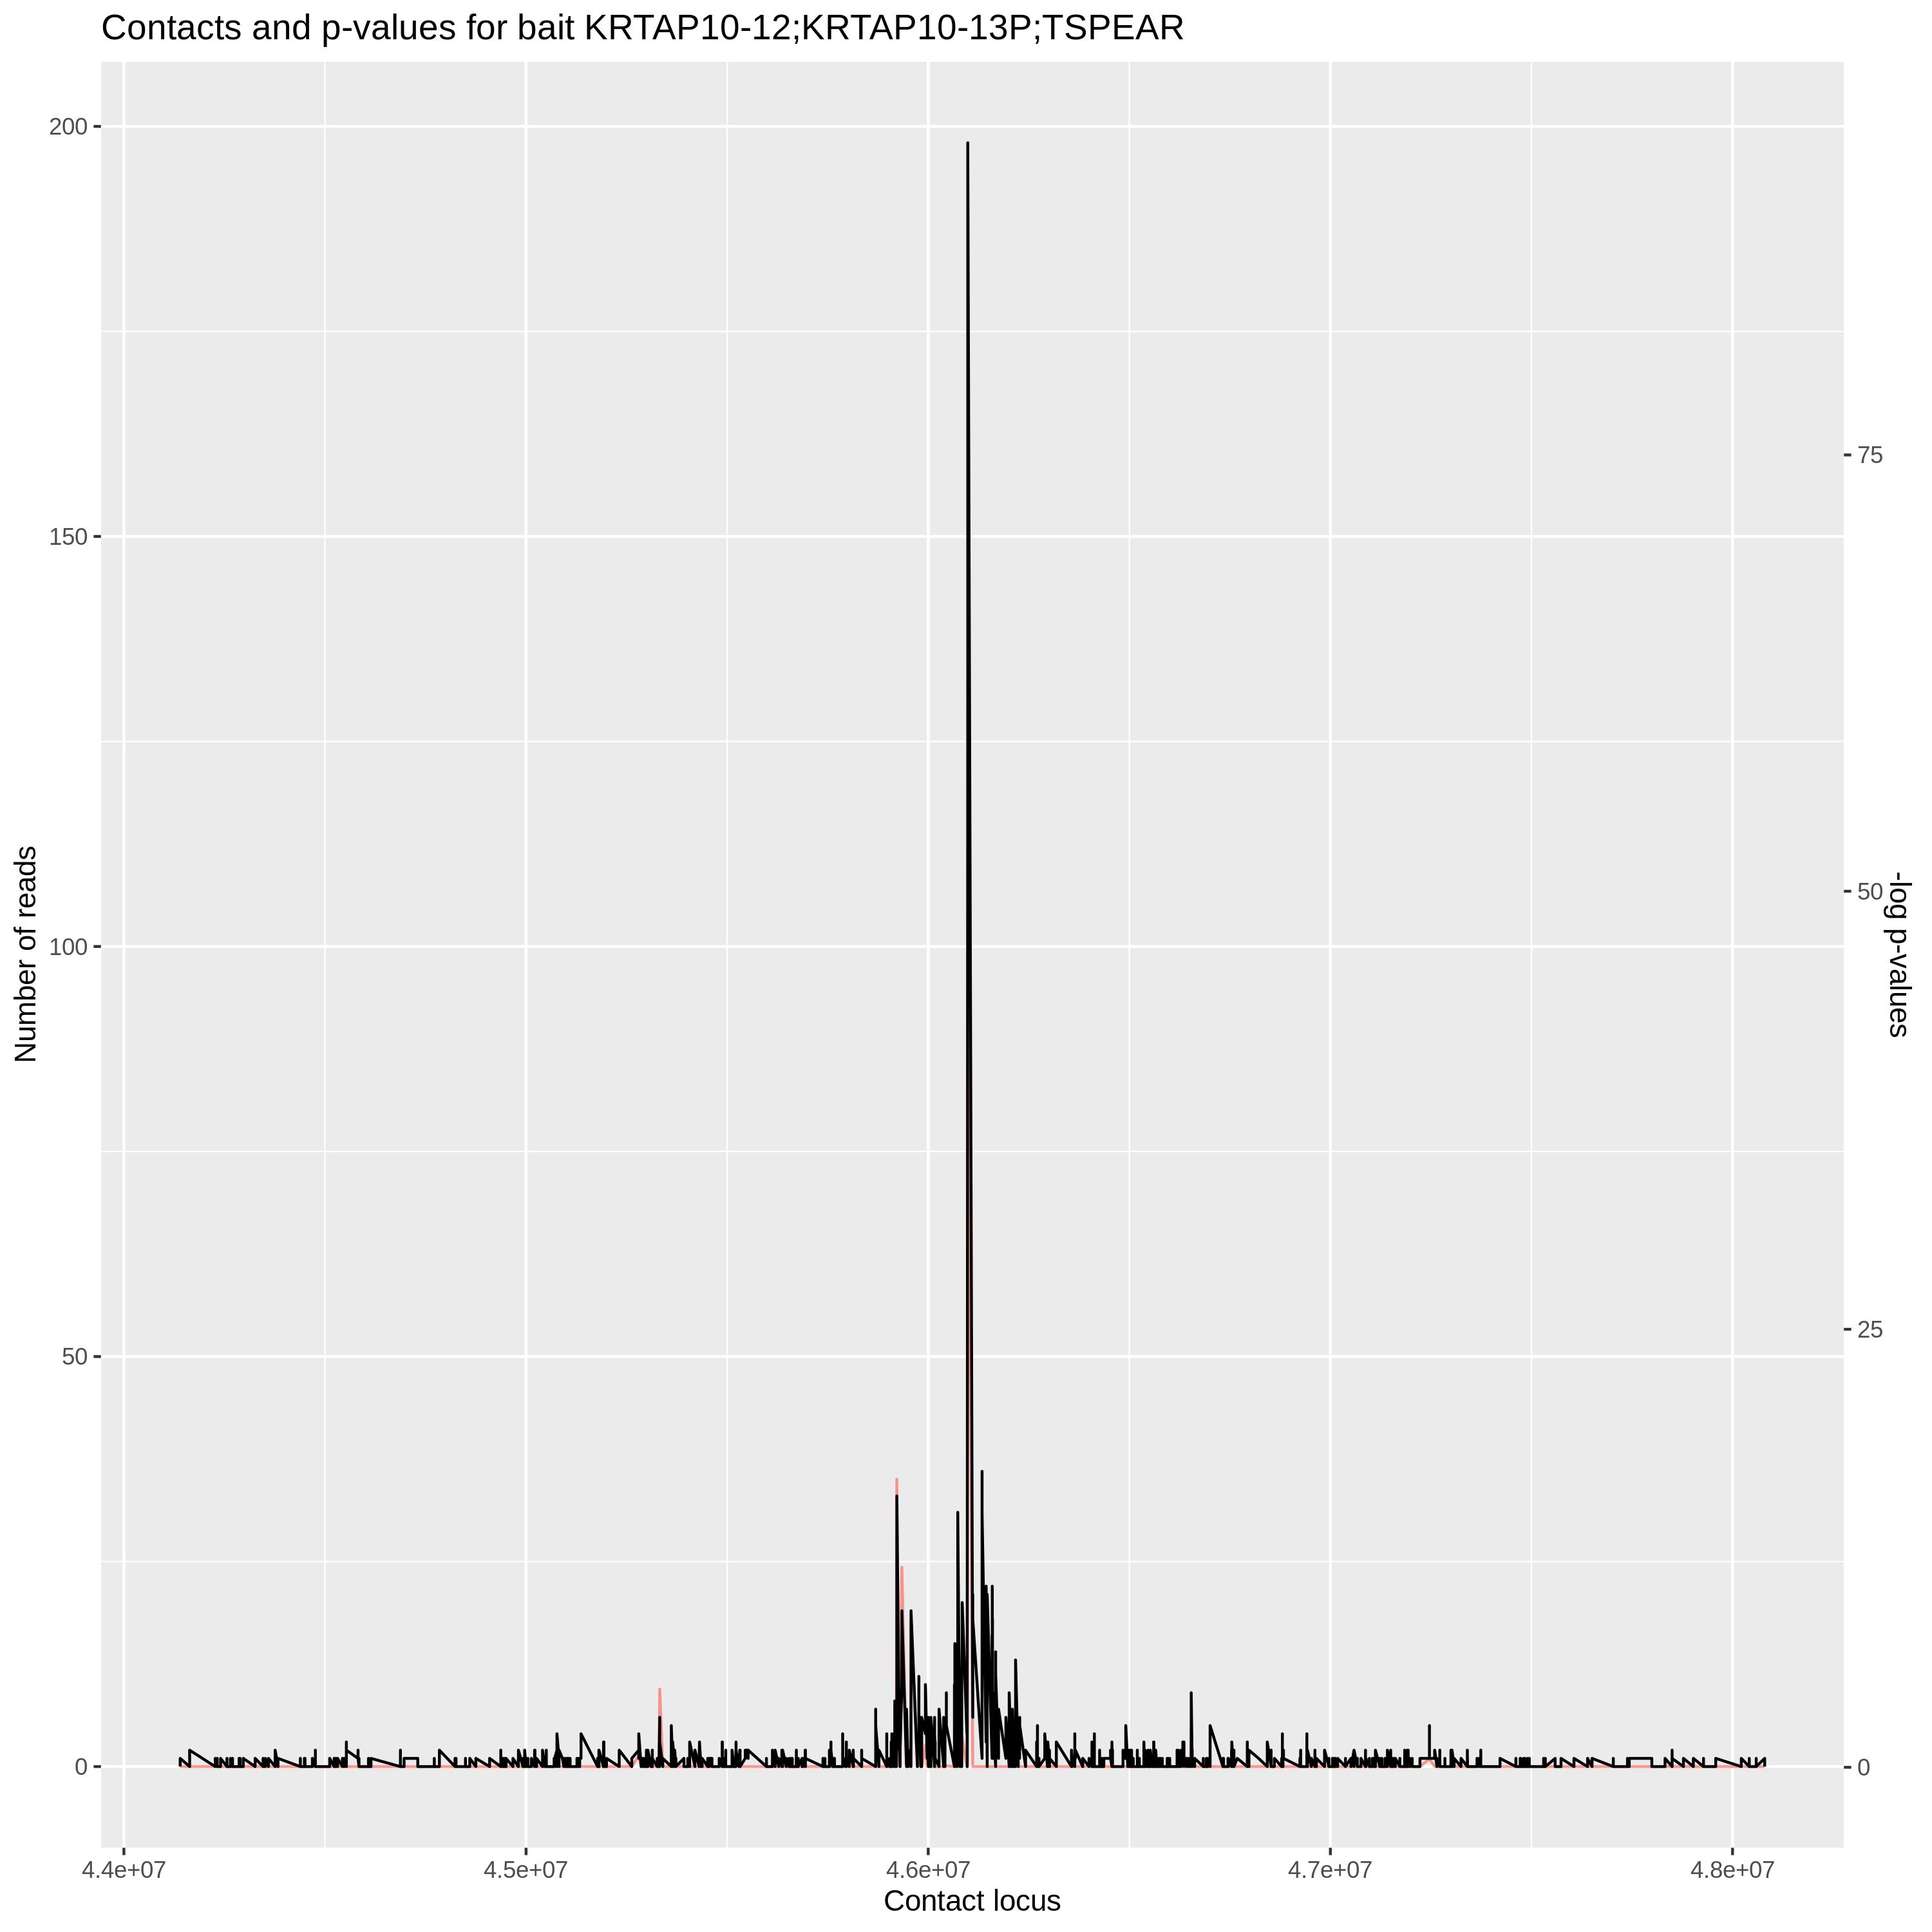 Contacts and p-values for bait KRTAP10-12;KRTAP10-13P;TSPEAR
200
150
100
50
0
Number of reads
75
50
25
0
-log p-values
4.4e+07
4.5e+07
4.6e+07
4.7e+07
4.8e+07
Contact locus